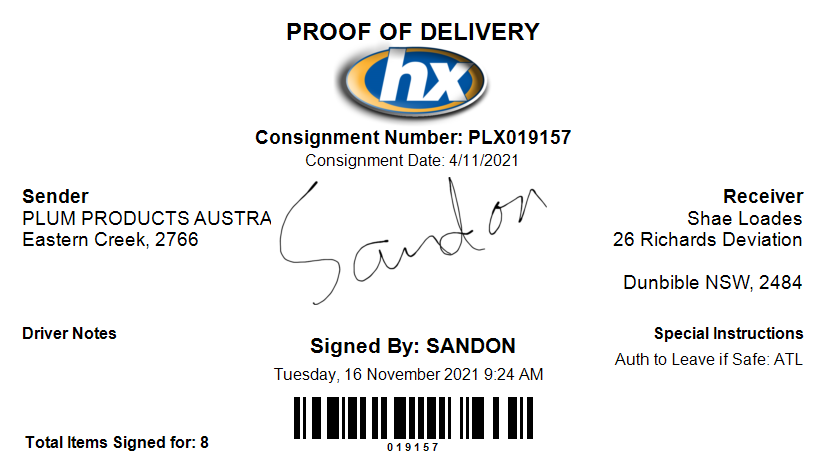 PROOF OF DELIVERY
hx
Consignment Number: PLX019157
Consignment Date: 4/11/2021
Sender
PLUM PRODUCTS AUSTRA
Eastern Creek, 2766
Sandon
Receiver
Shae Loades
26 Richards Deviation
Dunbible NSW, 2484
Driver Notes
Signed By: SANDON
Tuesday, 16 November 2021 9:24 AM
Special Instructions
Auth to Leave if Safe: ATL
Total Items Signed for: 8
019157